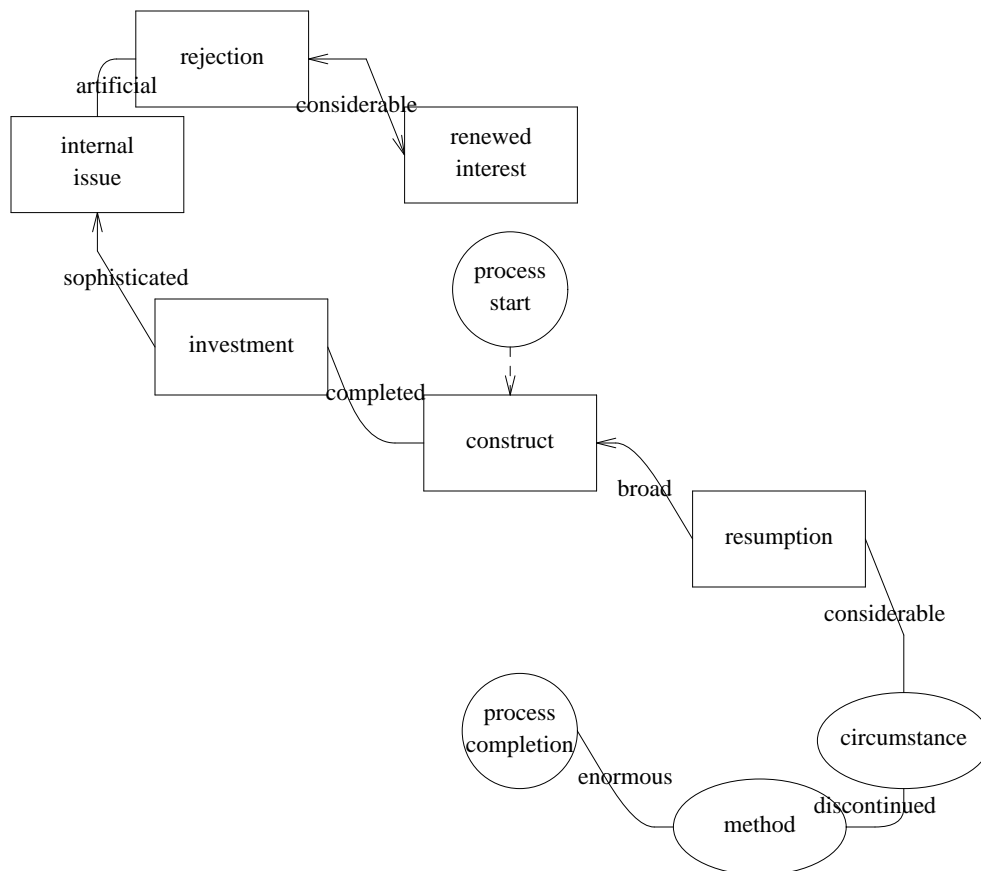 rejection
artificial
considerable
renewed
interest
internal
issue
process
start
sophisticated
investment
completed
construct
broad
resumption
considerable
process
completion
circumstance
enormous
discontinued
method